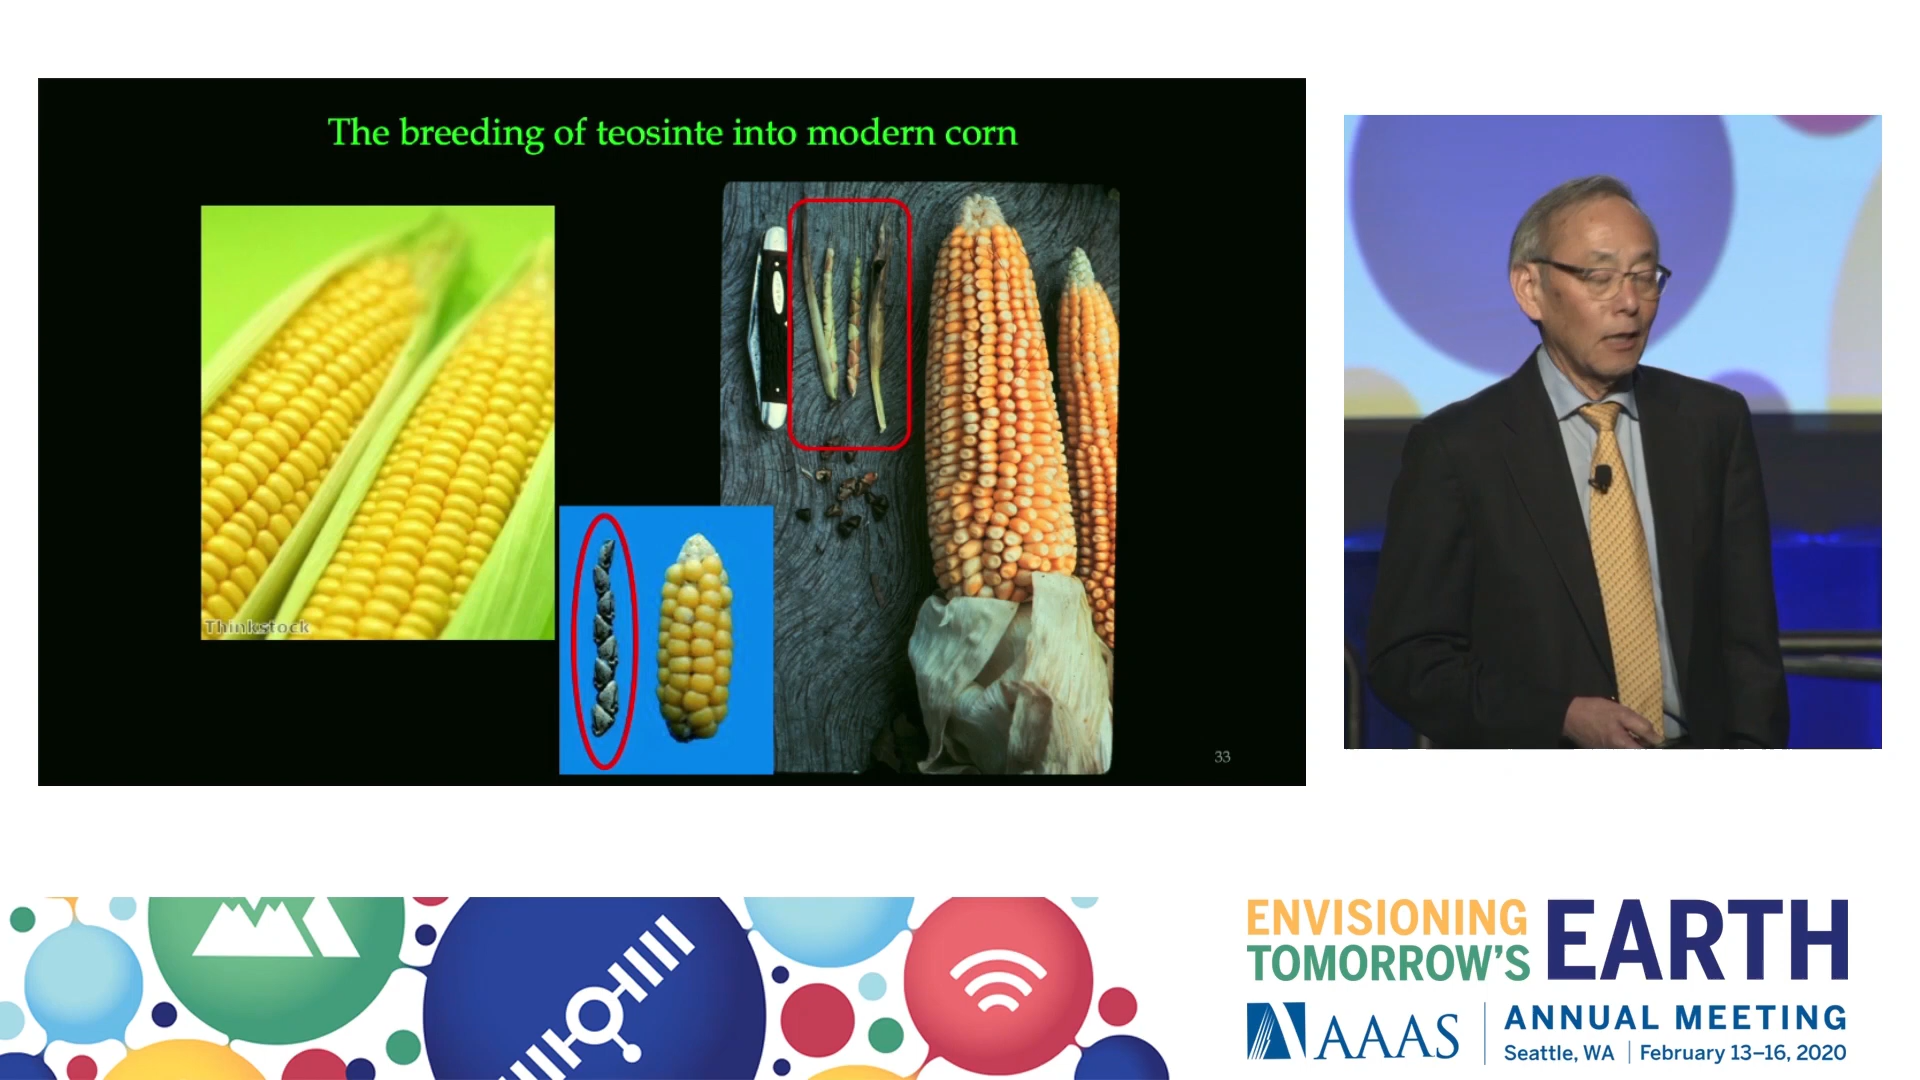 The breeding of teosinte into modern corn
Thinkstock
33
ENVISIONING
TOMORROW'S
EARTH
AAAS
ANNUAL MEETING
Seattle, WA | February 13–16, 2020